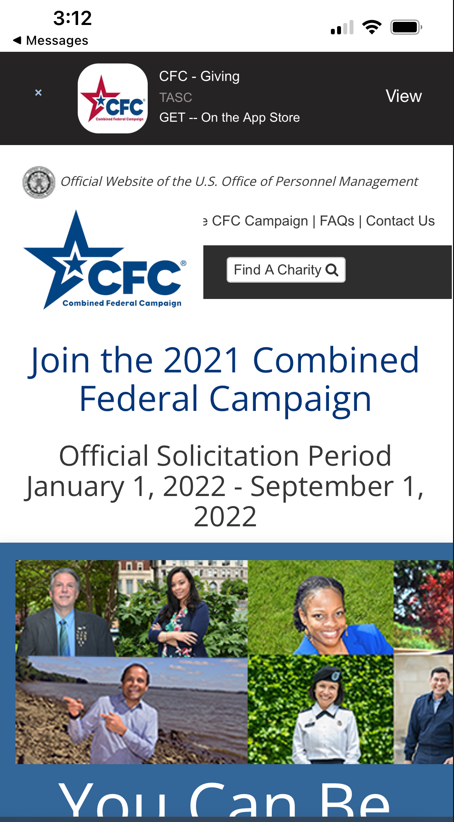 3:12
◀ Messages
×
CFC - Giving
CFC
Combined Federal Campaign
TASC
View
GET -- On the App Store
Official Website of the U.S. Office of Personnel Management
e CFC Campaign | FAQs | Contact Us
CFC®
Combined Federal Campaign
Find A Charity
Join the 2021 Combined
Federal Campaign
Official Solicitation Period
January 1, 2022 - September 1,
2022
You Can Be